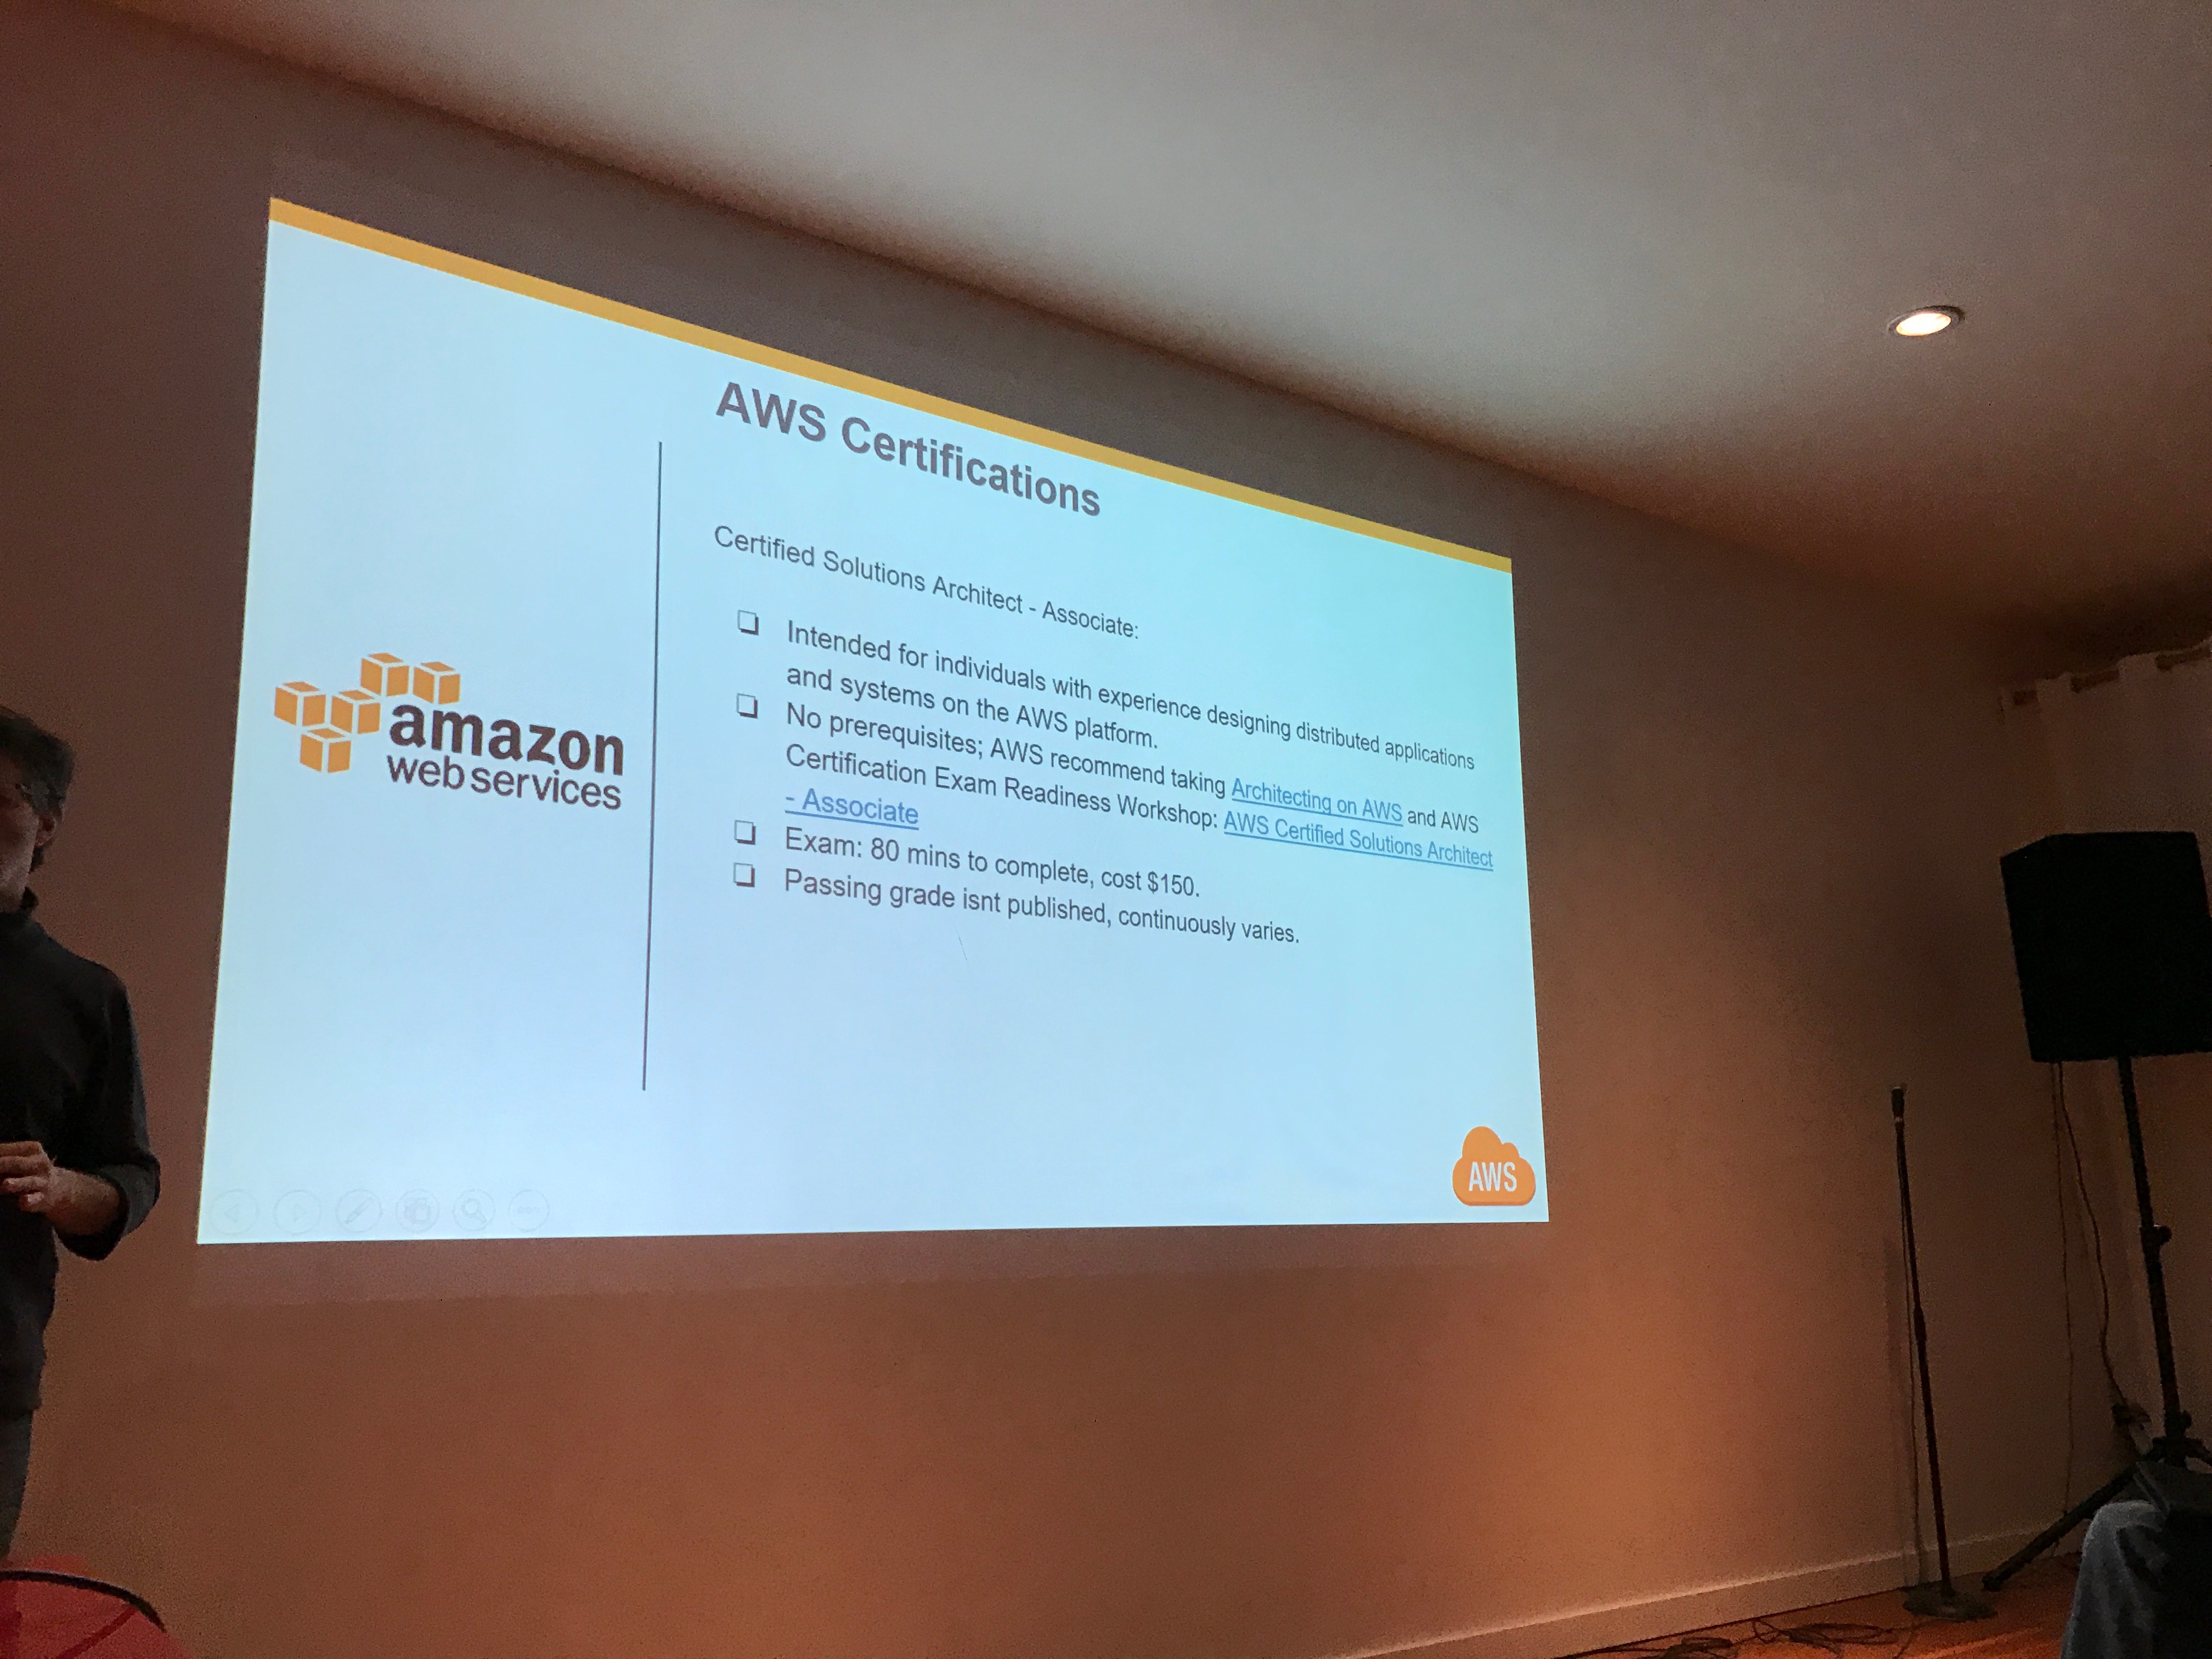 AWS Certifications
Certified Solutions Architect - Associate:
Intended for individuals with experience designing distributed applications
and systems on the AWS platform.
No prerequisites; AWS recommend taking Architecting on AWS and AWS
Certification Exam Readiness Workshop: AWS Certified Solutions Architect
- Associate
Exam: 80 mins to complete, cost $150.
Passing grade isnt published, continuously varies.
amazon
web services
AWS